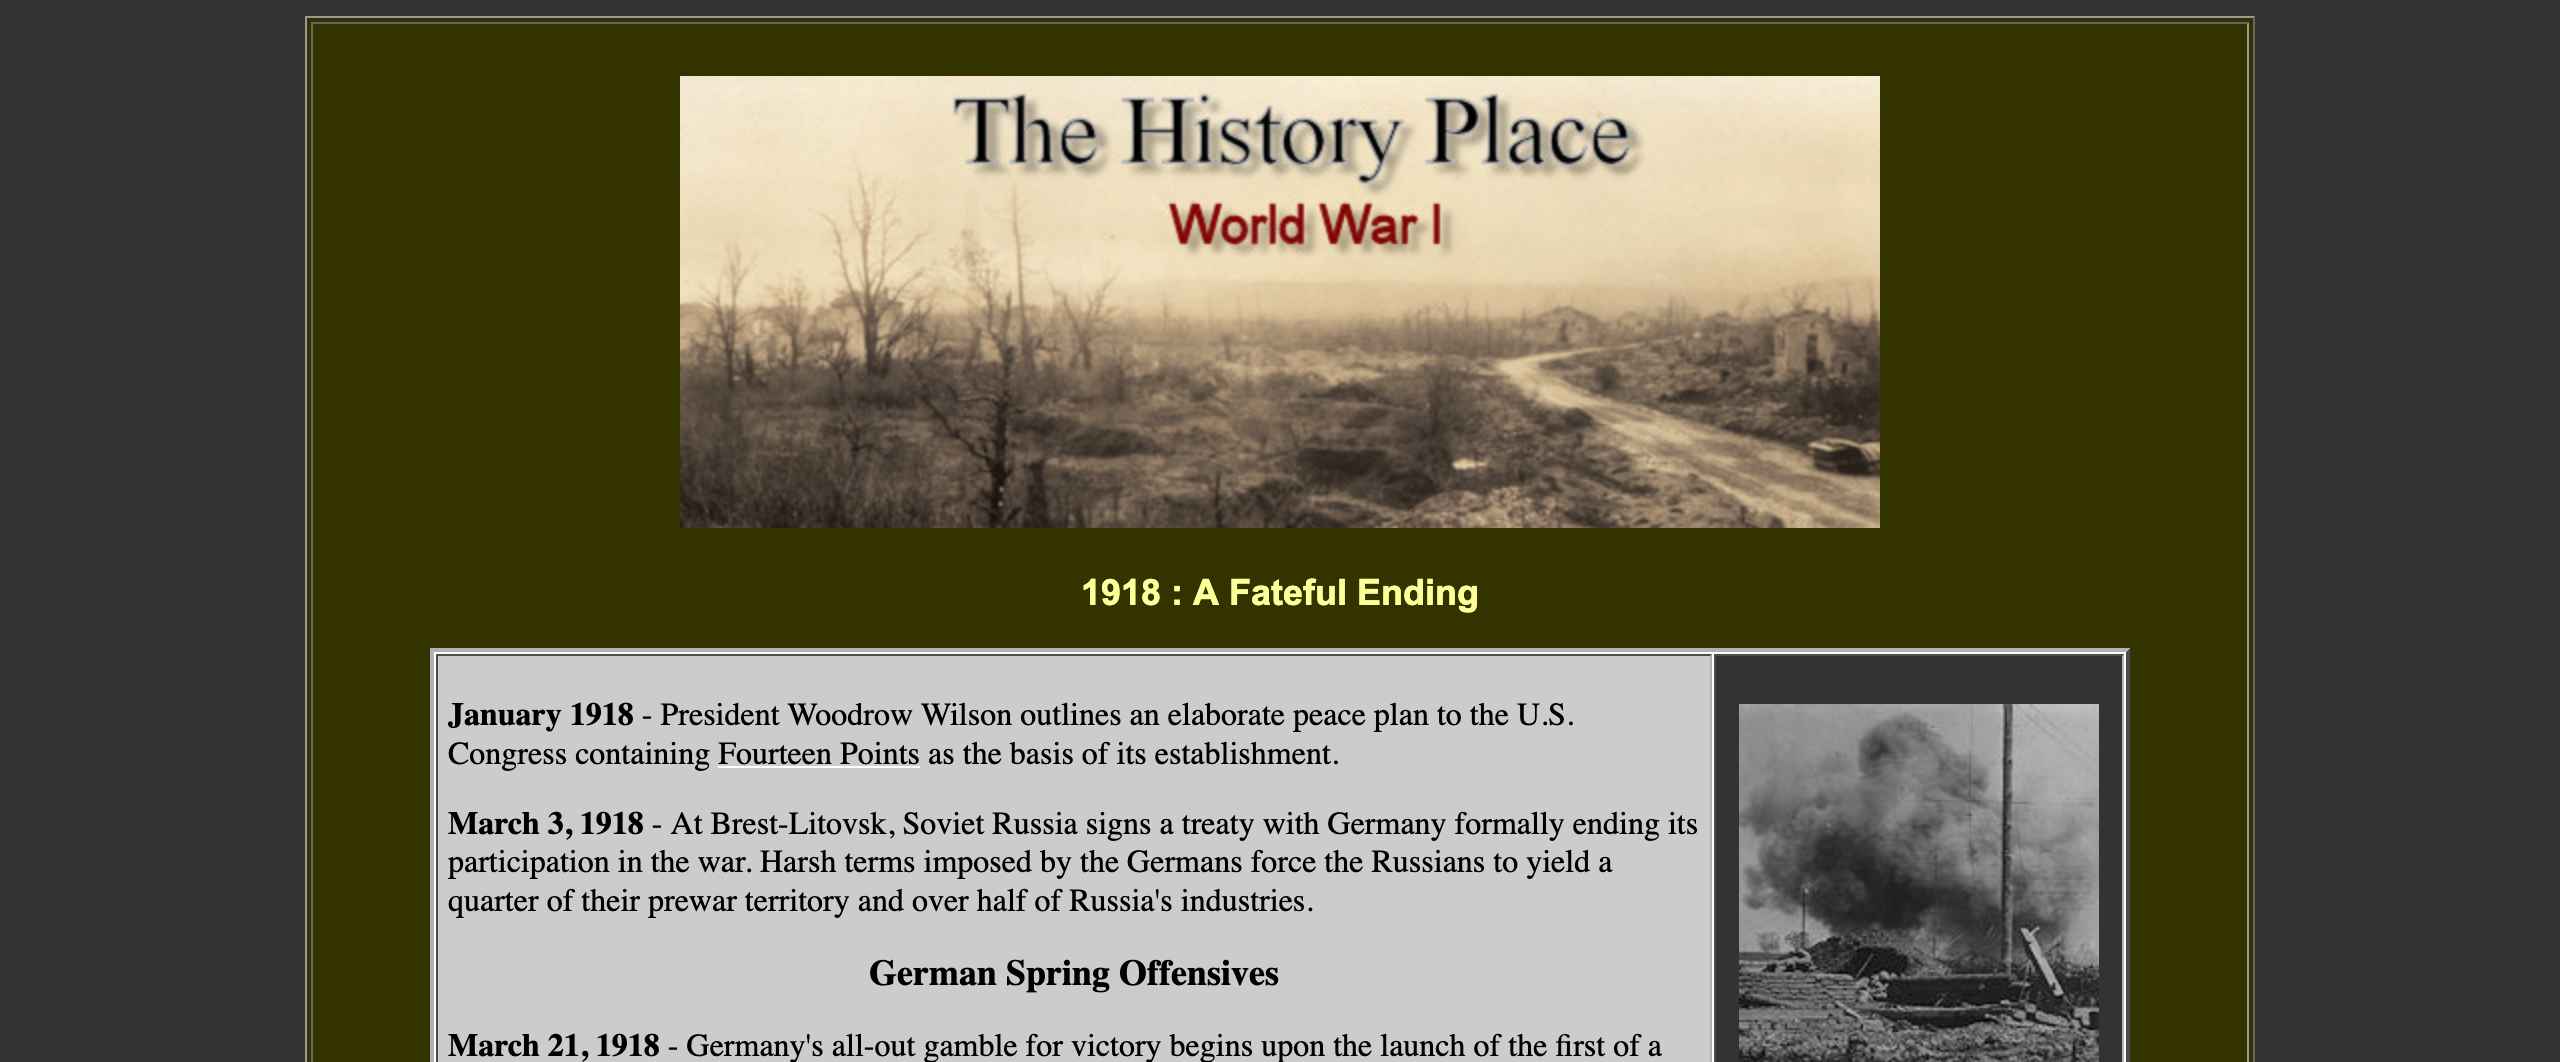 The History Place
World War I
1918 : A Fateful Ending
January 1918 - President Woodrow Wilson outlines an elaborate peace plan to the U.S.
Congress containing Fourteen Points as the basis of its establishment.
March 3, 1918 - At Brest-Litovsk, Soviet Russia signs a treaty with Germany formally ending its
participation in the war. Harsh terms imposed by the Germans force the Russians to yield a
quarter of their prewar territory and over half of Russia's industries.
German Spring Offensives
March 21, 1918 - Germany's all-out gamble for victory begins upon the launch of the first of a